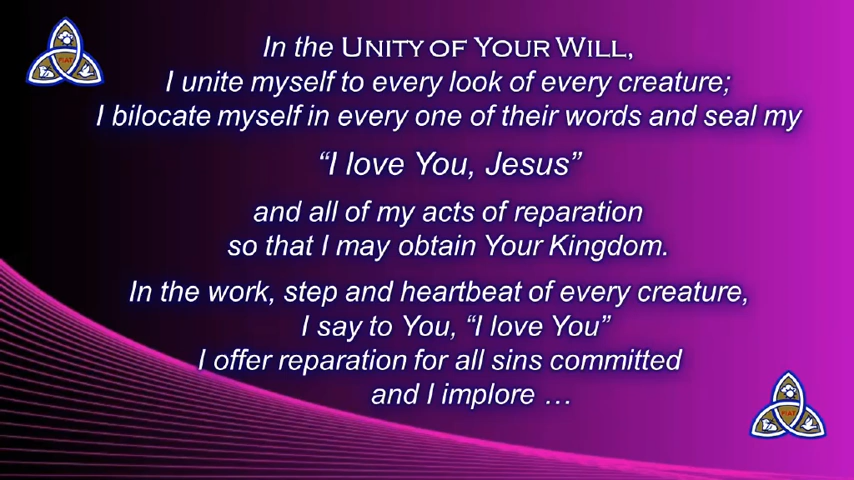 In the UNITY OF YOUR WILL,
I unite myself to every look of every creature;
I bilocate myself in every one of their words and seal my
“I love You, Jesus”
and all of my acts of reparation
so that I may obtain Your Kingdom.
In the work, step and heartbeat of every creature,
I say to You, “I love You”
I offer reparation for all sins committed
and I implore …
FIAT
FIAT